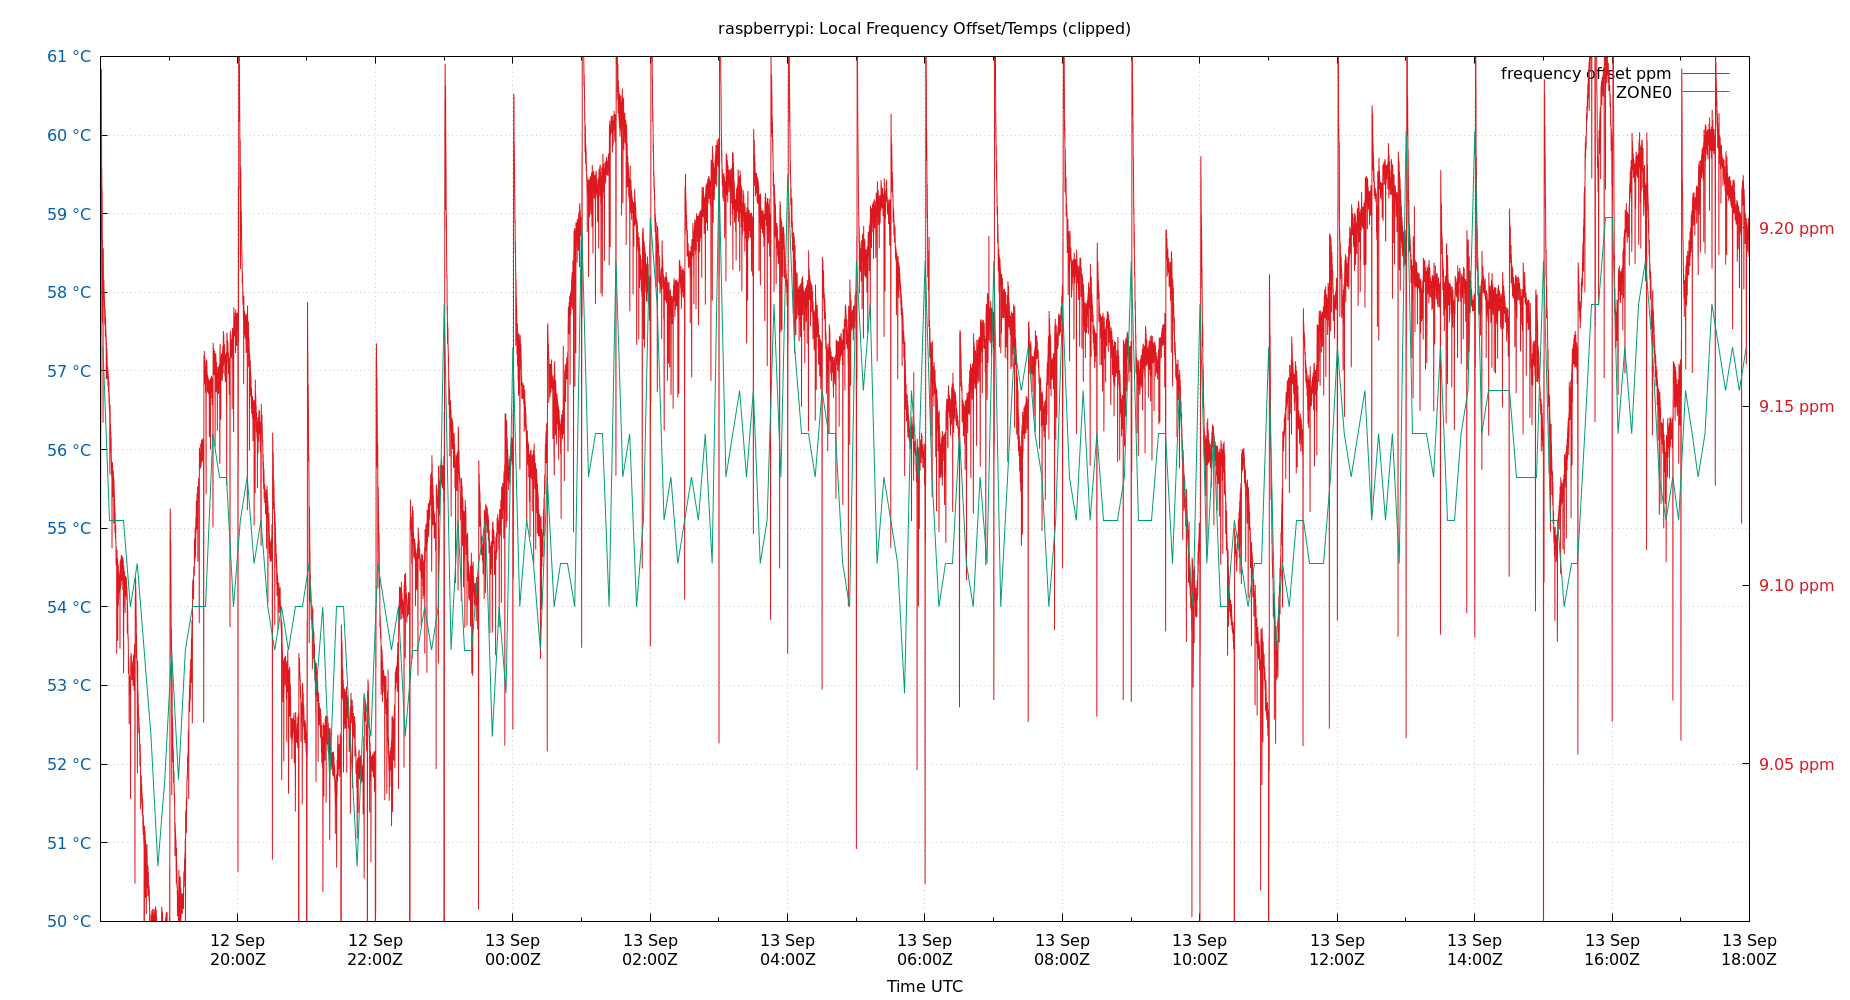 raspberrypi: Local Frequency Offset/Temps (clipped)
61 °C
60 °C
59 °C
58 °C
57 °C
56 °C
55 °C
54 °C
53 °C
52 °C
51 °C
50 °C
frequency offset ppm
ZONE0
9.20 ppm
9.15 ppm
9.10 ppm
9.05 ppm
12 Sep 12 Sep 13 Sep 13 Sep 13 Sep 13 Sep 13 Sep 13 Sep 13 Sep 13 Sep 13 Sep 13 Sep
20:00Z 22:00Z 00:00Z 02:00Z 04:00Z 06:00Z 08:00Z 10:00Z 12:00Z 14:00Z 16:00Z 18:00Z
Time UTC